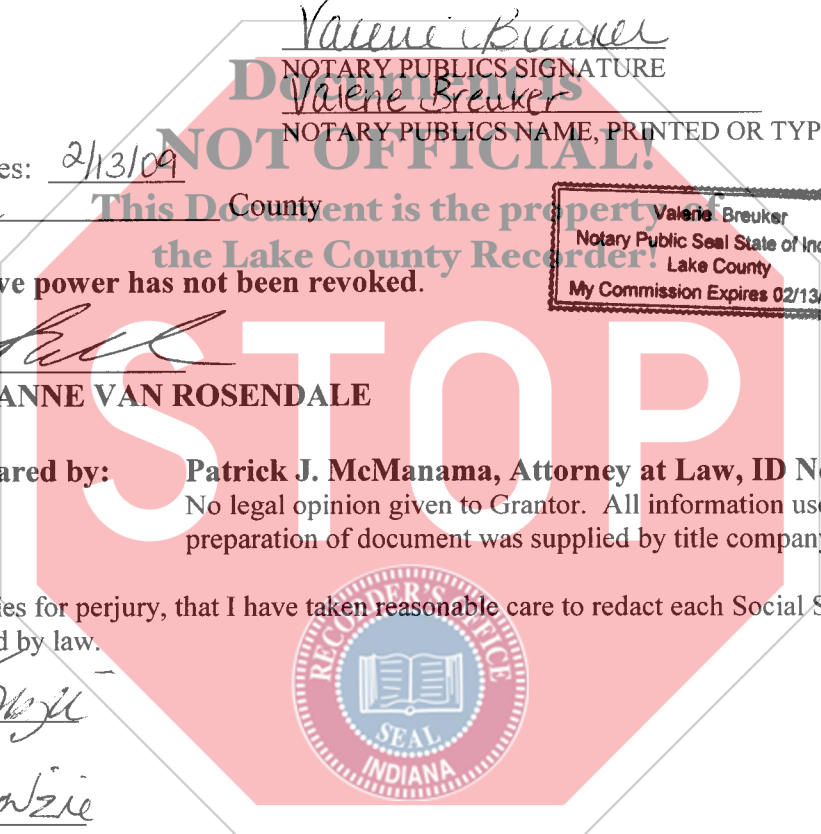 Valerie Breuker
NOTARY PUBLICS SIGNATURE
Valerie Breuker
NOTARY PUBLICS NAME, PRINTED OR TYP
es: 2/13/09
County
Document is
NOT OFFICIAL!
This Document is the property of
the Lake County Recorder!
Valerie Breuker
Notary Public Seal State of Ind
Lake County
My Commission Expires 02/13/
ve power has not been revoked.
ANNE VAN ROSENDALE
STOP
ared by: Patrick J. McManama, Attorney at Law, ID N
No legal opinion given to Grantor. All information us
preparation of document was supplied by title company
ies for perjury, that I have taken reasonable care to redact each Social S
d by law.
RECORDER'S OFFICE
SEAL
INDIANA